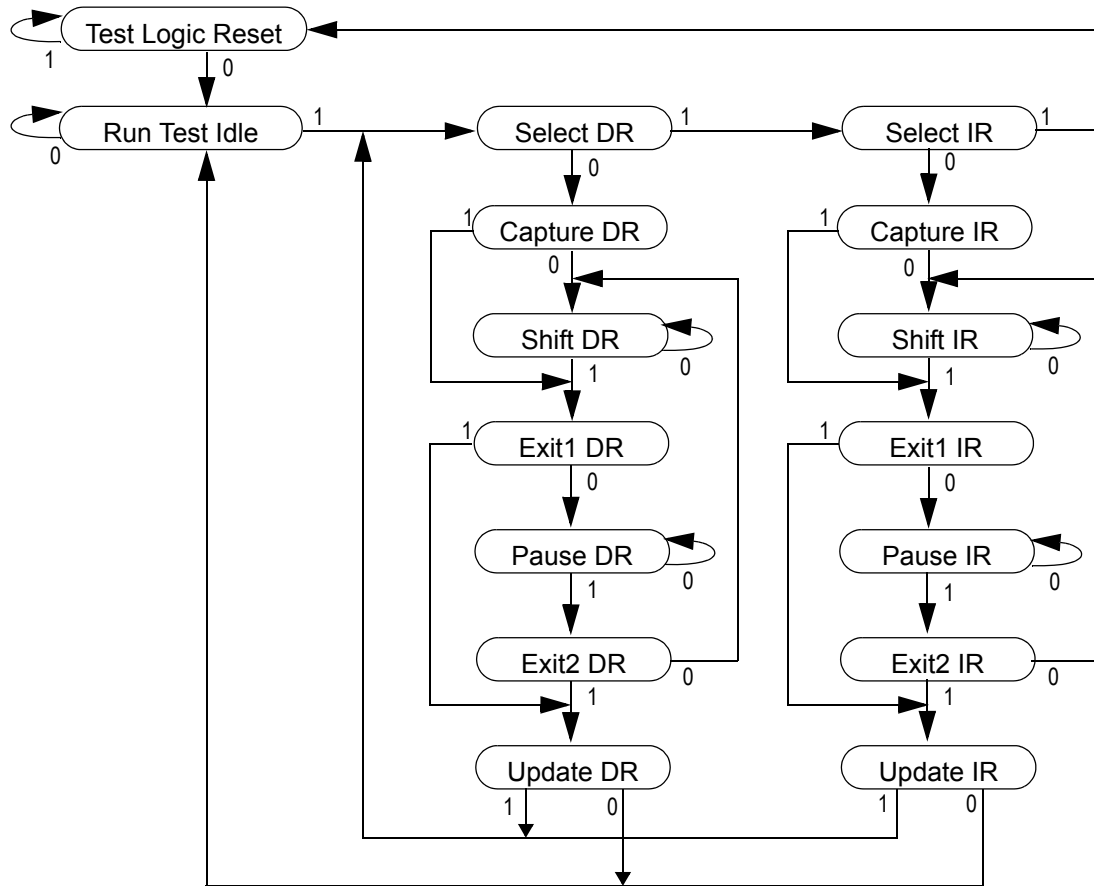 Test Logic Reset
1
0
Run Test Idle
1
0
Select DR
1
0
Select IR
1
0
1
Capture DR
0
1
Capture IR
0
Shift DR
0
1
Shift IR
0
1
1
Exit1 DR
0
1
Exit1 IR
0
Pause DR
0
1
Pause IR
0
1
Exit2 DR
0
1
Exit2 IR
0
1
Update DR
1
0
Update IR
1
0